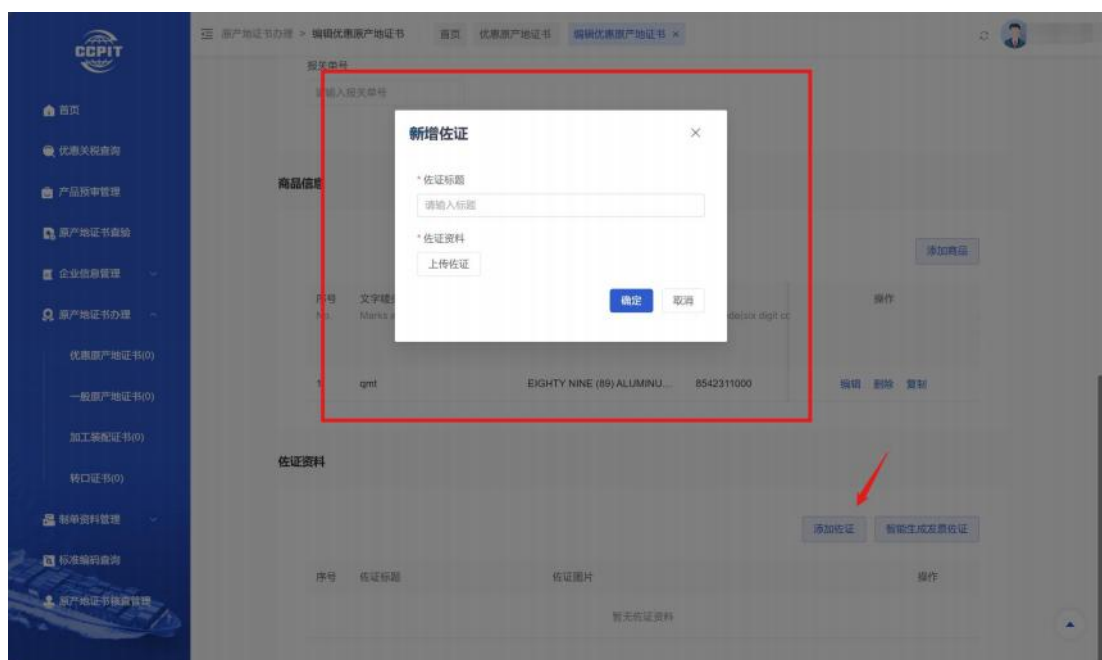 CCPIT
首页
优惠关税查询
产品预审管理
原产地证书查验
企业信息管理
原产地证书办理
优惠原产地证书(0)
一般原产地证书(0)
加工装配证书(0)
转口证书(0)
制单资料管理
标准编码查询
原产地证书核查管理
原产地证书办理 > 编辑优惠原产地证书
首页 优惠原产地证书 编辑优惠原产地证书 ×
报关单号
请输入报关单号
商品信息
添加商品
新增佐证
* 佐证标题
请输入标题
* 佐证资料
上传佐证
确定 取消
序号 文字唛头 操作
No. Marks digit
1 qmt EIGHTY NINE (89) ALUMINU... 8542311000 编辑 删除 复制
佐证资料
添加佐证 智能生成发票佐证
序号 佐证标题 佐证图片 操作
暂无佐证资料